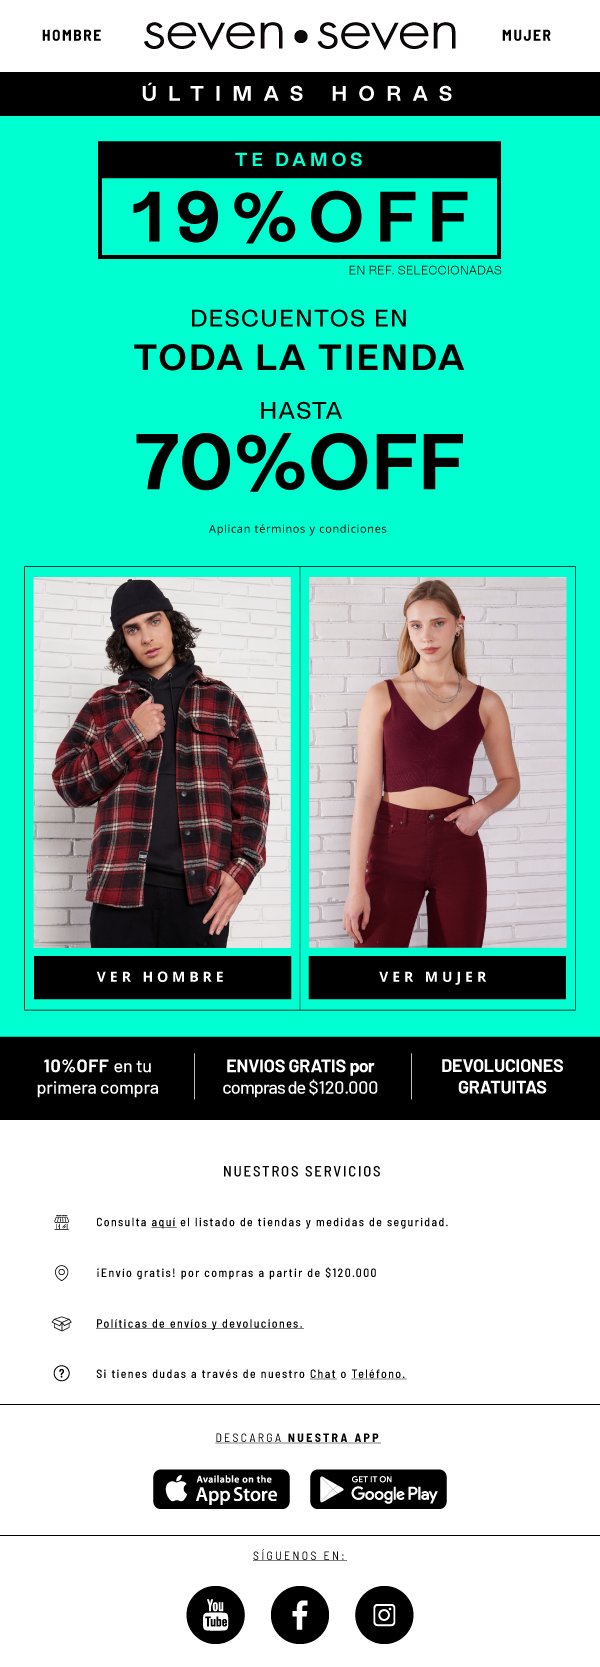 HOMBRE
seven•seven
MUJER
ÚLTIMAS HORAS
TE DAMOS
19%OFF
EN REF. SELECCIONADAS
DESCUENTOS EN
TODA LA TIENDA
HASTA
70%OFF
Aplican términos y condiciones
VER HOMBRE
VER MUJER
10%OFF en tu
primera compra
ENVIOS GRATIS por
compras de $120.000
DEVOLUCIONES
GRATUITAS
NUESTROS SERVICIOS
Consulta aquí el listado de tiendas y medidas de seguridad.
¡Envío gratis! por compras a partir de $120.000
Políticas de envíos y devoluciones.
Si tienes dudas a través de nuestro Chat o Teléfono.
DESCARGA NUESTRA APP
Available on the
App Store
GET IT ON
Google Play
SÍGUENOS EN:
You
Tube